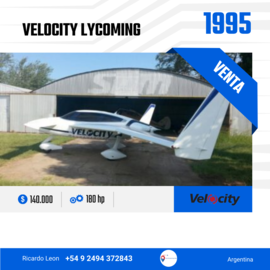 VELOCITY LYCOMING
1995
VENTA
VELOCITY
$ 140.000
180 hp
Velocity
Ricardo Leon +54 9 2494 372843
Argentina